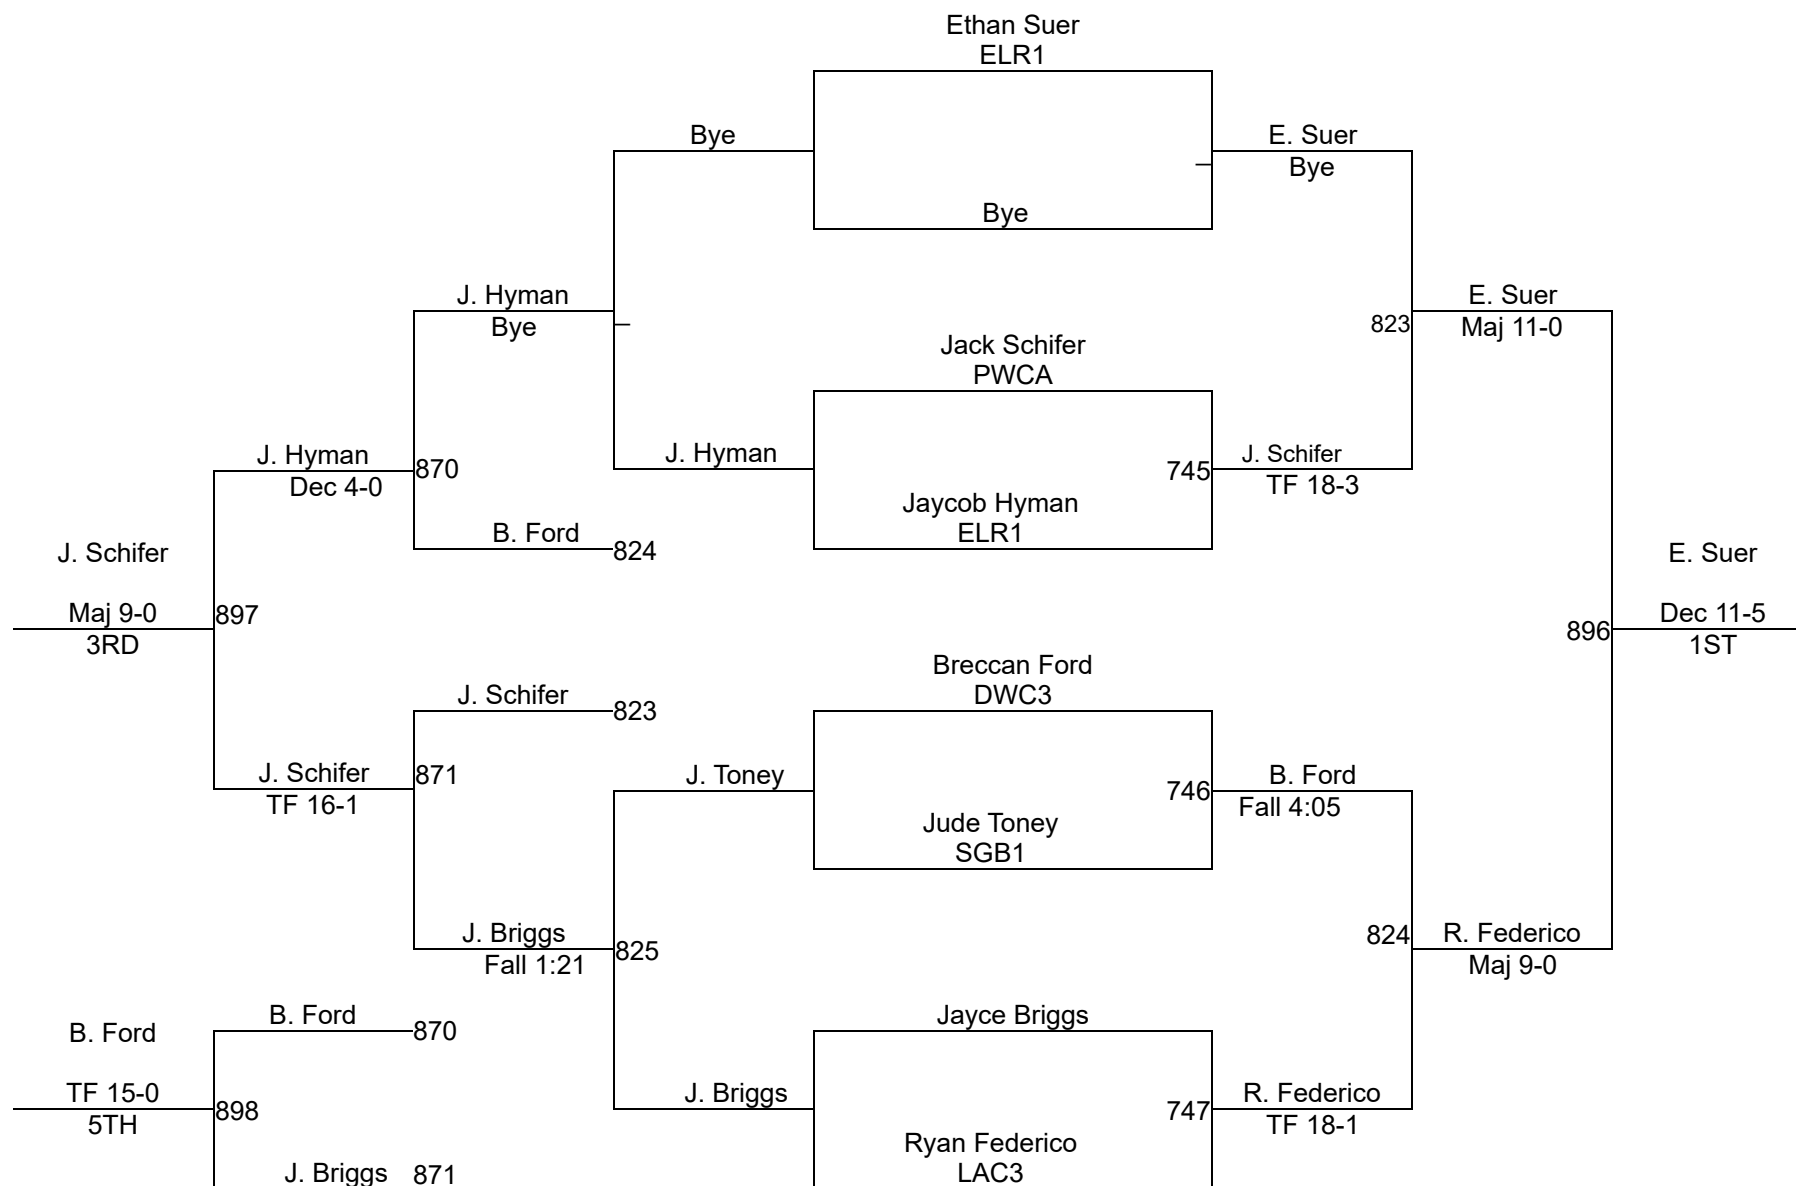 Ethan Suer
ELR1
Bye
E. Suer
Bye
Bye
J. Hyman
Bye
E. Suer
823
Maj 11-0
Jack Schifer
PWCA
J. Hyman
Dec 4-0
870
J. Hyman
745
J. Schifer
TF 18-3
Jaycob Hyman
ELR1
B. Ford
824
J. Schifer
E. Suer
Maj 9-0
897
3RD
Dec 11-5
896
1ST
Breccan Ford
DWC3
J. Schifer
823
J. Schifer
871
TF 16-1
J. Toney
746
B. Ford
Fall 4:05
Jude Toney
SGB1
J. Briggs
825
Fall 1:21
824
R. Federico
Maj 9-0
B. Ford
B. Ford
870
Jayce Briggs
TF 15-0
898
5TH
J. Briggs
747
R. Federico
TF 18-1
Ryan Federico
LAC3
J. Briggs
871